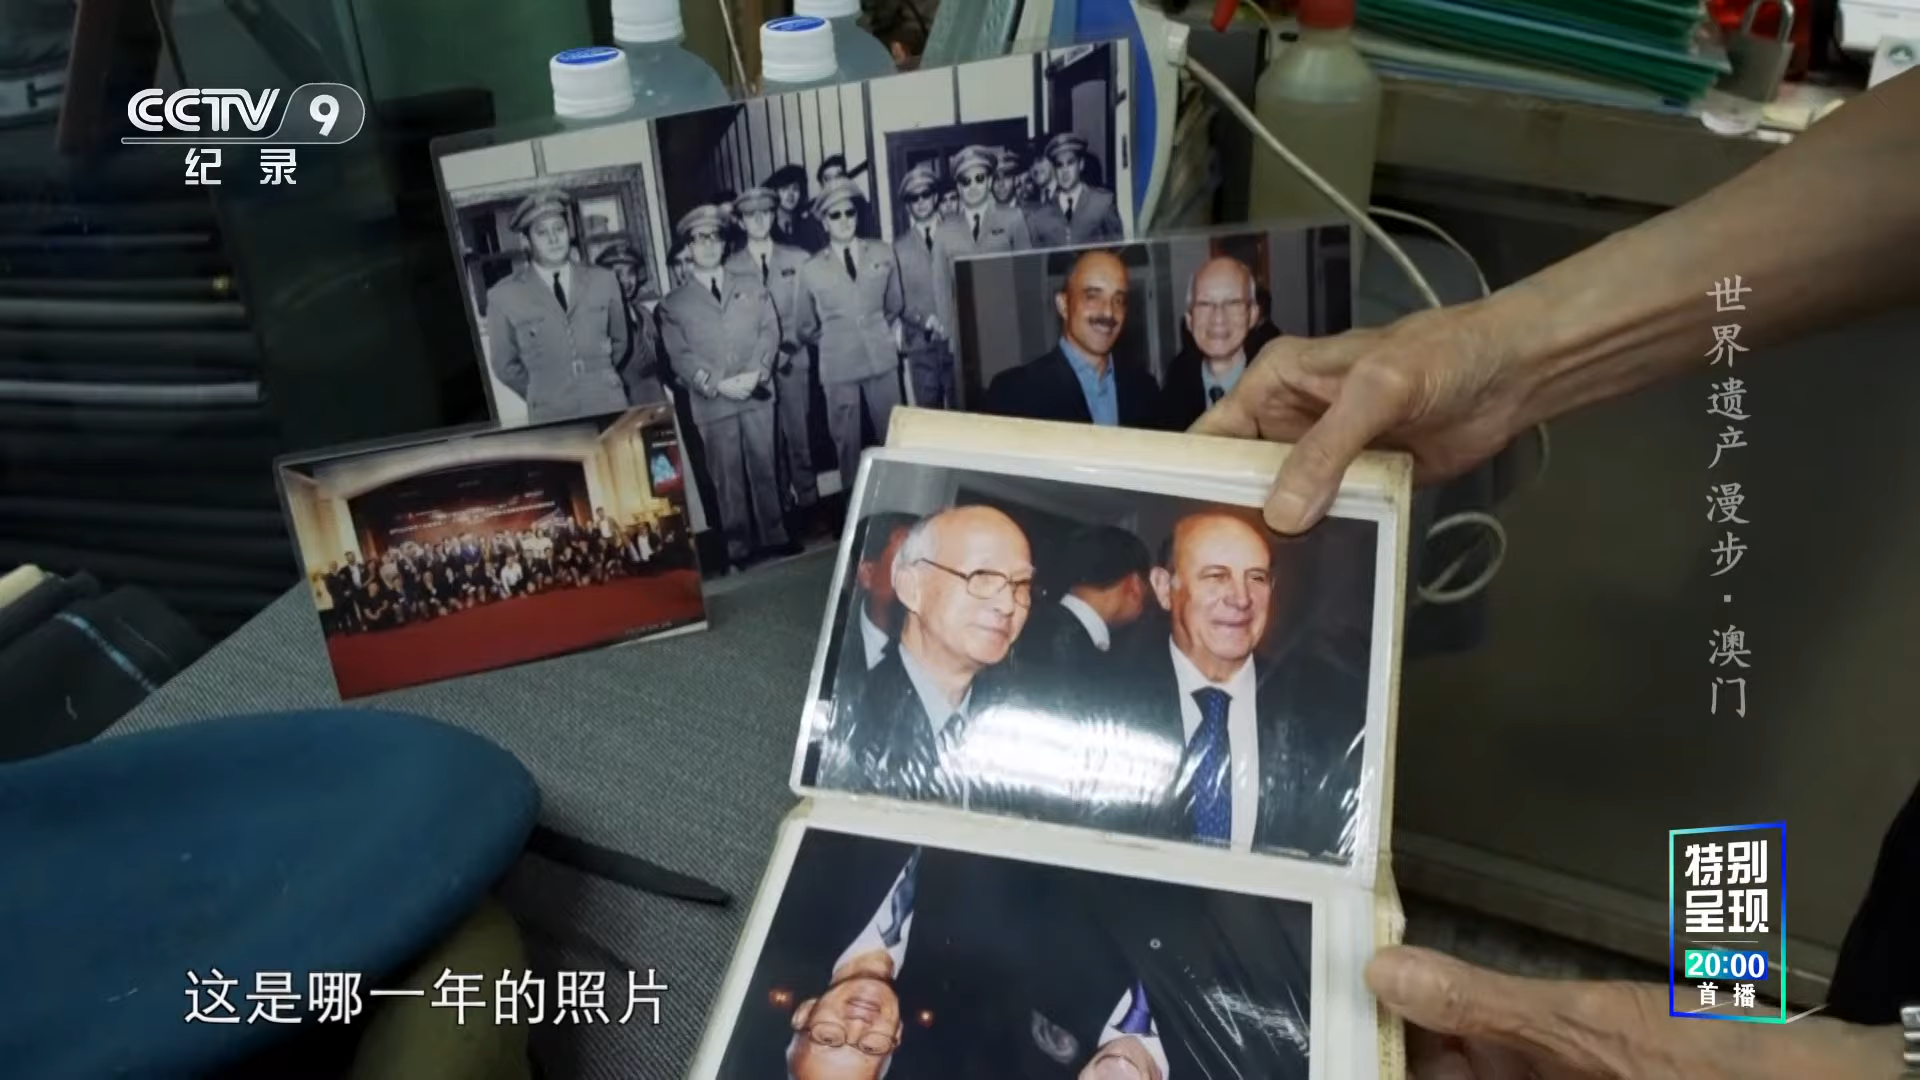 CCTV 9
纪 录
世界遗产漫步·澳门
特别
呈现
20:00
首播
这是哪一年的照片